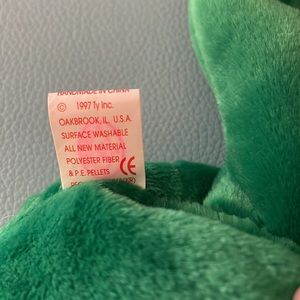 HANDMADE IN CHINA
© 1997 Ty Inc.
OAKBROOK, IL. U.S.A.
SURFACE WASHABLE
ALL NEW MATERIAL
POLYESTER FIBER
& P.E. PELLETS CE